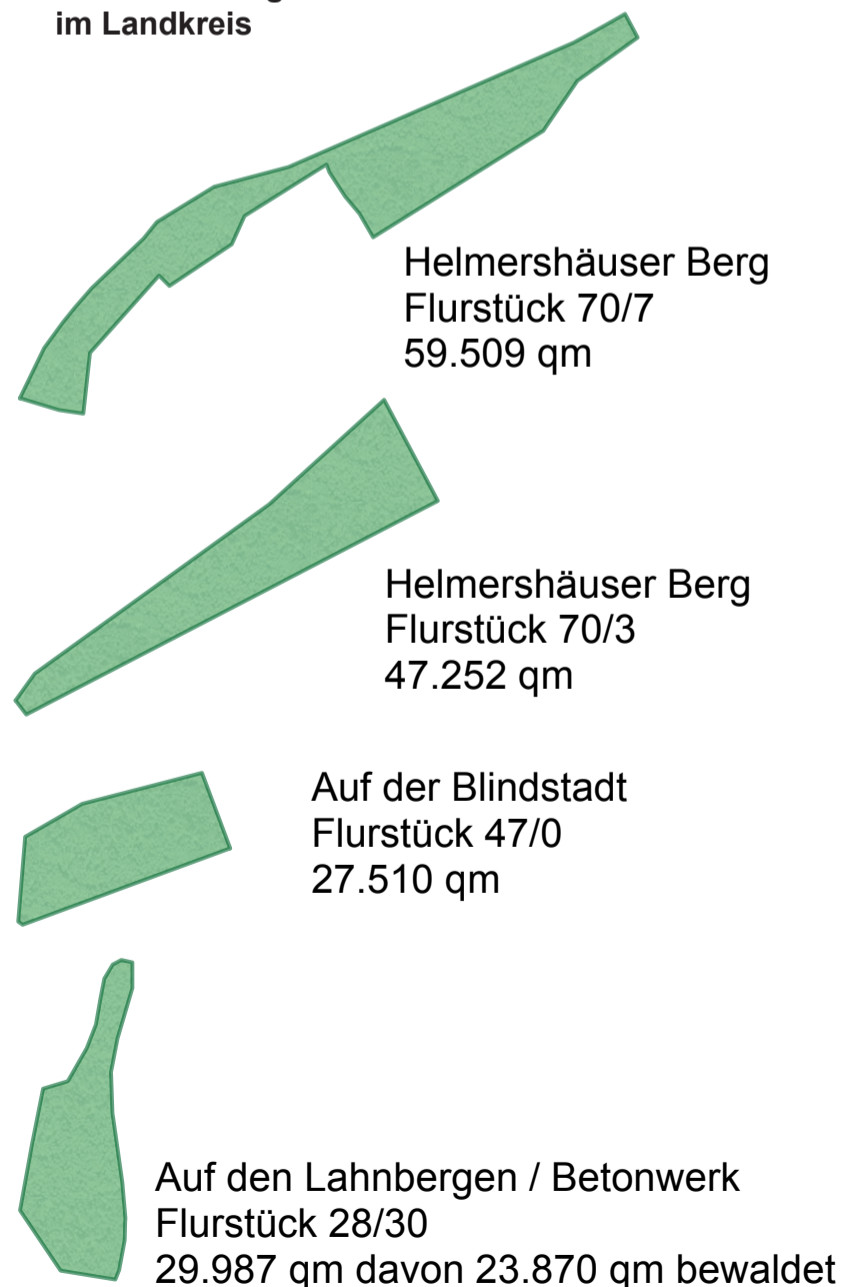 im Landkreis
Helmershäuser Berg
Flurstück 70/7
59.509 qm
Helmershäuser Berg
Flurstück 70/3
47.252 qm
Auf der Blindstadt
Flurstück 47/0
27.510 qm
Auf den Lahnbergen / Betonwerk
Flurstück 28/30
29.987 qm davon 23.870 qm bewaldet